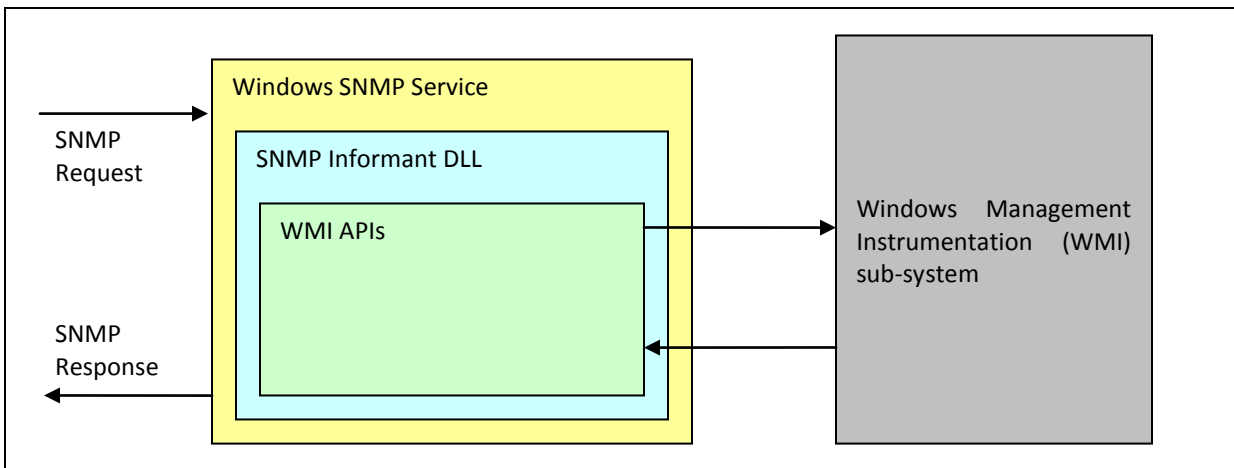 Windows SNMP Service
SNMP
Request
SNMP Informant DLL
WMI APIs
Windows Management
Instrumentation (WMI)
sub-system
SNMP
Response